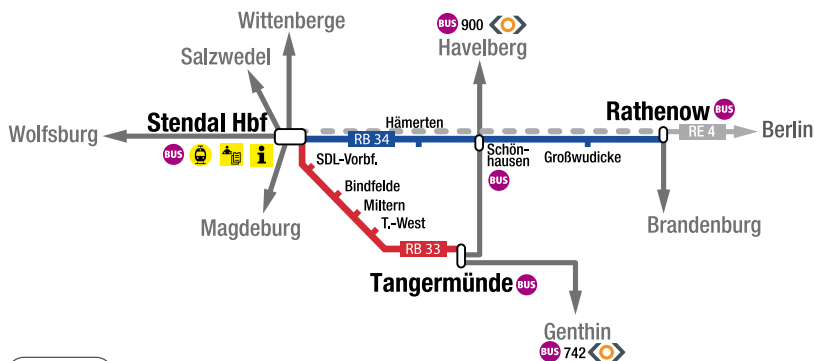 Wittenberge
BUS 900
Havelberg
Salzwedel
Stendal Hbf
Rathenow BUS
Wolfsburg
RB 34
Hämerten
RE 4
Berlin
BUS
i
SDL-Vorbf.
Schön-
hausen
Großwudicke
BUS
Bindfelde
Miltern
T.-West
Magdeburg
Brandenburg
RB 33
Tangermünde BUS
Genthin
BUS 742